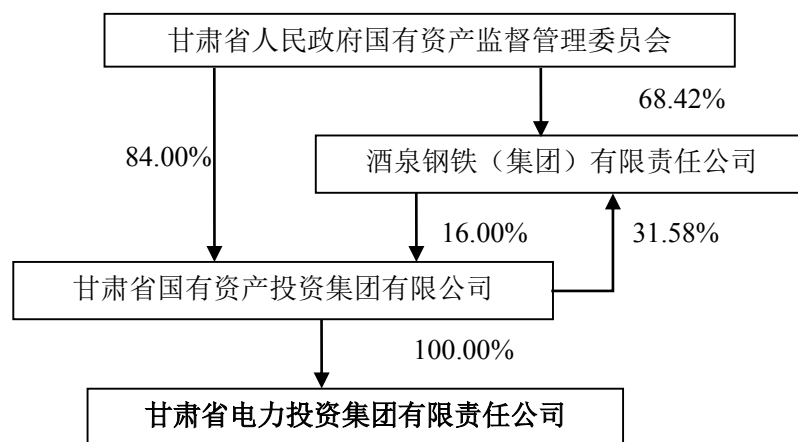 甘肃省人民政府国有资产监督管理委员会
68.42%
84.00%
酒泉钢铁（集团）有限责任公司
16.00%
31.58%
甘肃省国有资产投资集团有限公司
100.00%
甘肃省电力投资集团有限责任公司